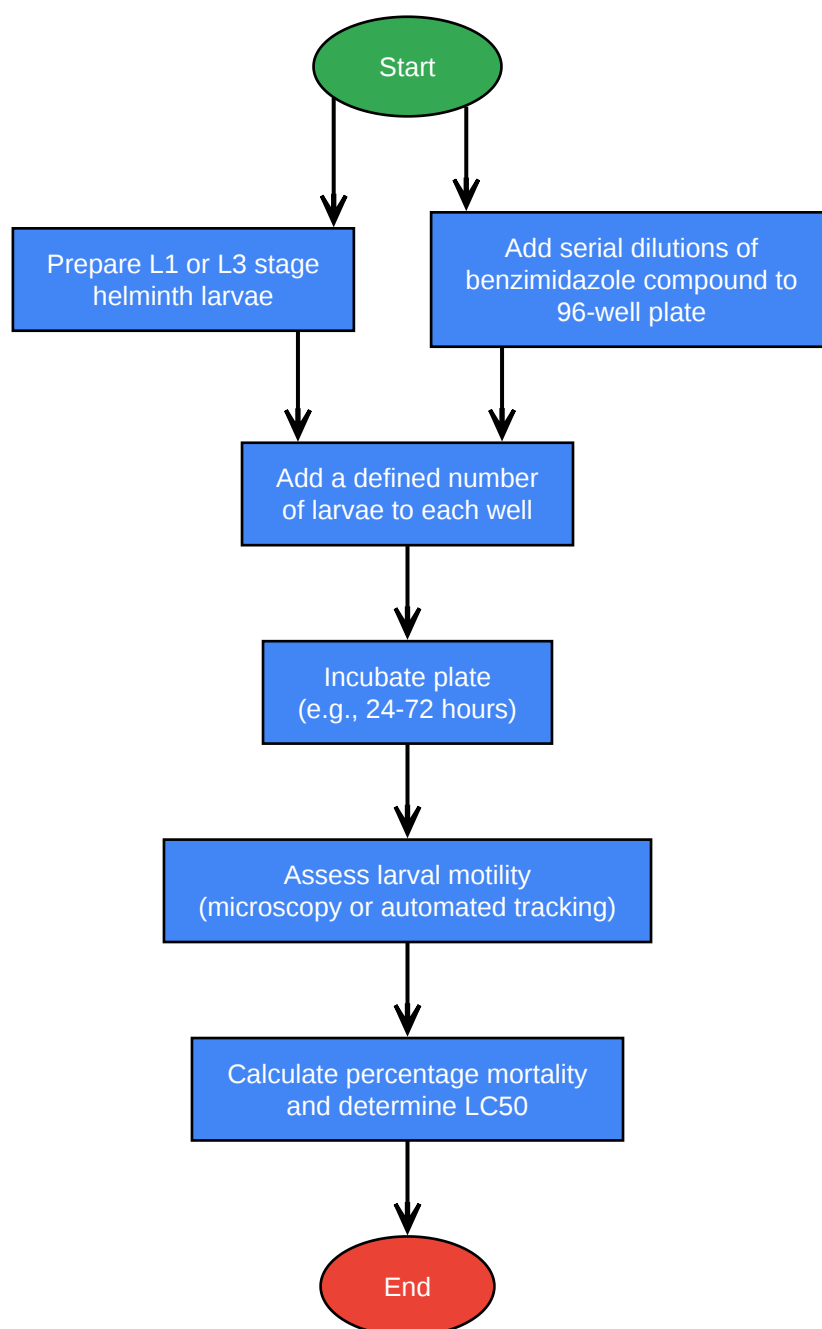 Start
Prepare L1 or L3 stage
helminth larvae
Add serial dilutions of
benzimidazole compound to
96-well plate
Add a defined number
of larvae to each well
Incubate plate
(e.g., 24-72 hours)
Assess larval motility
(microscopy or automated tracking)
Calculate percentage mortality
and determine LC50
End